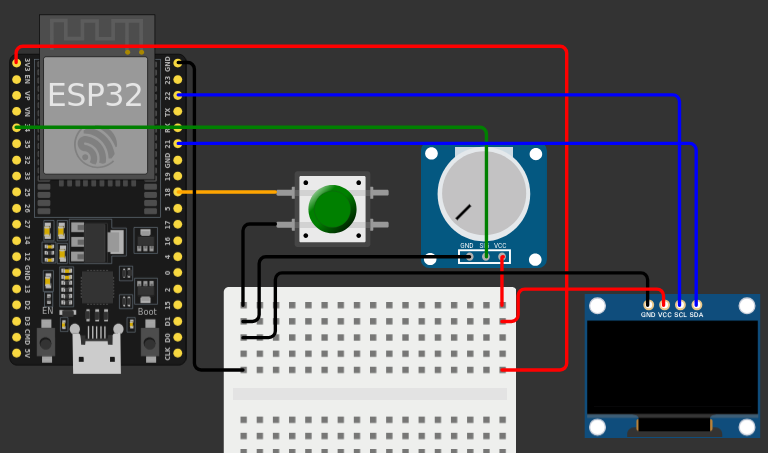 ESP32
3V3
EN
VP
VN
34
35
32
33
25
26
27
14
12
GND
13
D2
D3
CMD
5V
GND
23
22
TX
RX
21
GND
19
18
5
17
16
4
0
2
15
D1
D0
CLK
EN
Boot
GND SIG VCC
GND VCC SCL SDA